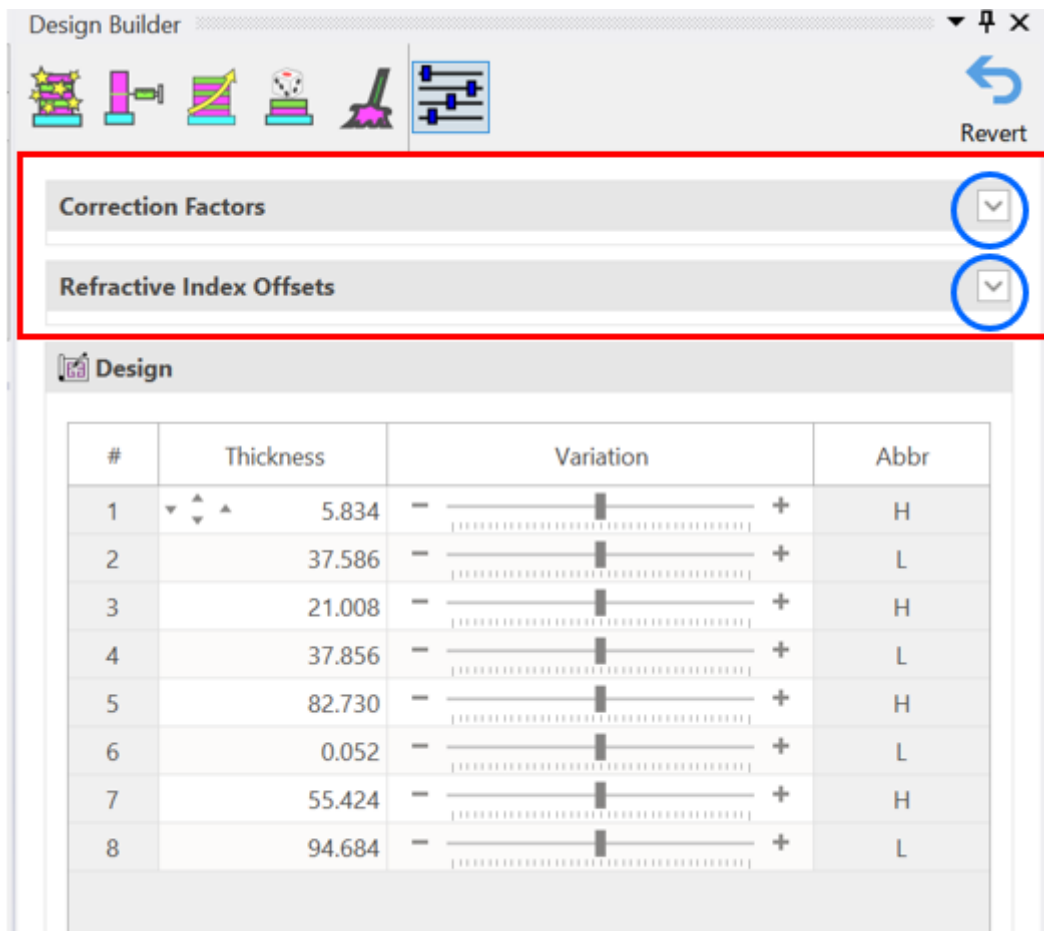 Design Builder
Revert
Correction Factors
Refractive Index Offsets
Design
# Thickness Variation Abbr
1 5.834 H
2 37.586 L
3 21.008 H
4 37.856 L
5 82.730 H
6 0.052 L
7 55.424 H
8 94.684 L